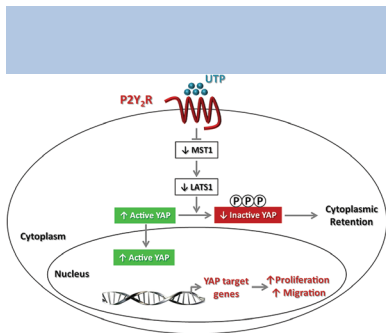 UTP
P2Y₂R
↓ MST1
↓ LATS1
P P P
↑ Active YAP
↓ Inactive YAP
Cytoplasmic
Retention
Cytoplasm
↑ Active YAP
Nucleus
YAP target
genes
↑Proliferation
↑ Migration